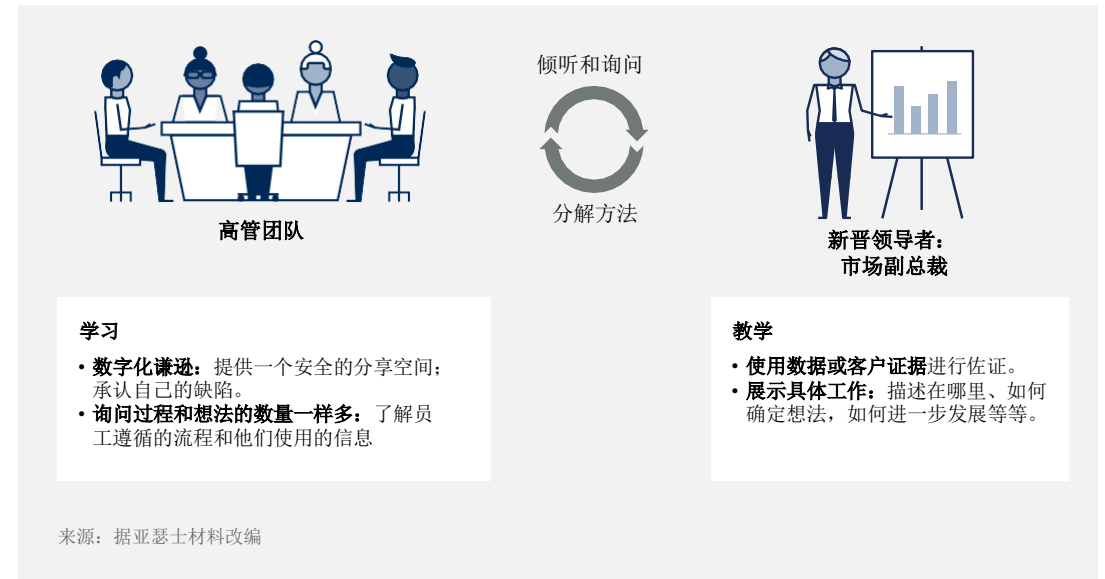 倾听和询问
分解方法
高管团队
新晋领导者：
市场副总裁
学习
• 数字化谦逊：提供一个安全的分享空间；
承认自己的缺陷。
• 询问过程和想法的数量一样多：了解员
工遵循的流程和他们使用的信息
教学
• 使用数据或客户证据进行佐证。
• 展示具体工作：描述在哪里、如何
确定想法，如何进一步发展等等。
来源：据亚瑟士材料改编